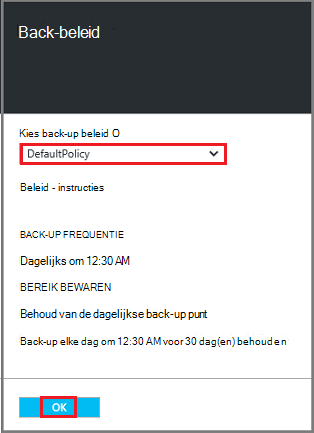 Back-beleid
Kies back-up beleid O
DefaultPolicy
Beleid - instructies
BACK-UP FREQUENTIE
Dagelijks om 12:30 AM
BEREIK BEWAREN
Behoud van de dagelijkse back-up punt
Back-up elke dag om 12:30 AM voor 30 dag(en) behouden
OK